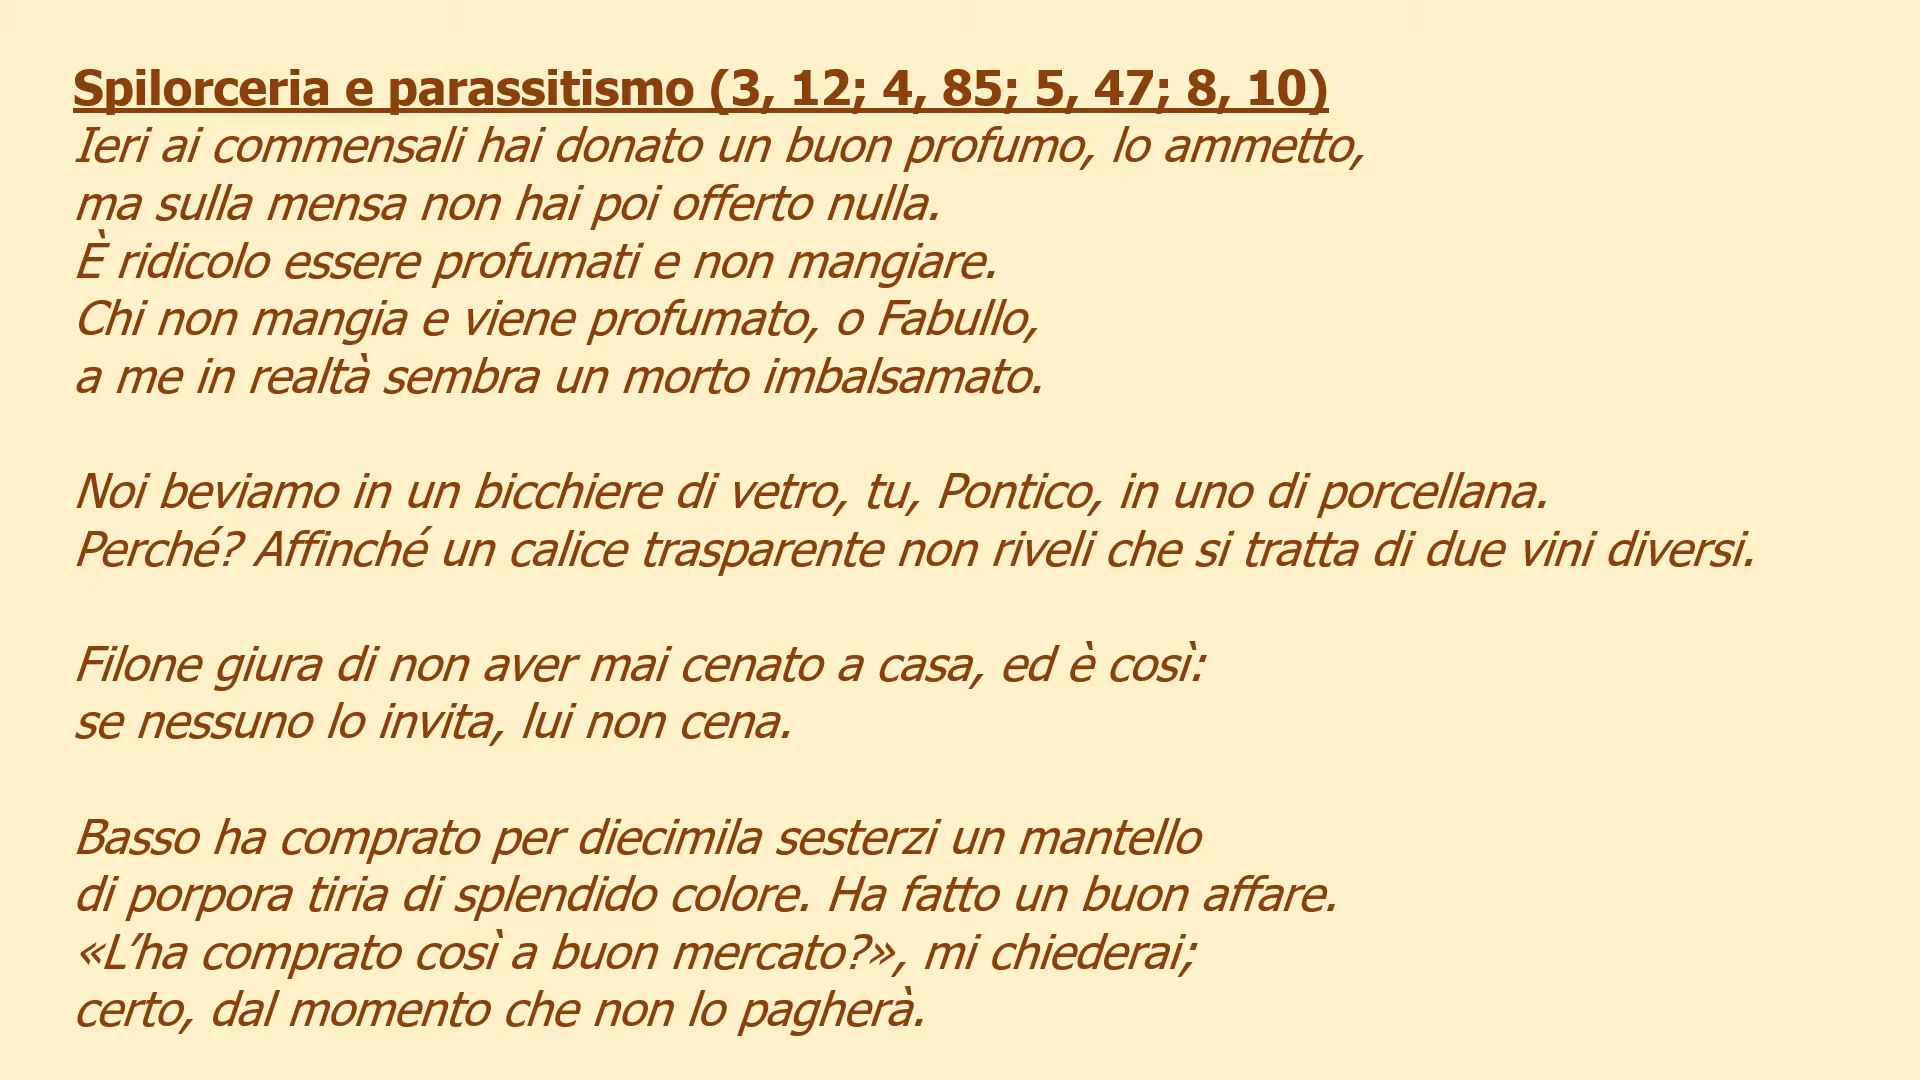 Spilorceria e parassitismo (3, 12; 4, 85; 5, 47; 8, 10)
Ieri ai commensali hai donato un buon profumo, lo ammetto,
ma sulla mensa non hai poi offerto nulla.
È ridicolo essere profumati e non mangiare.
Chi non mangia e viene profumato, o Fabullo,
a me in realtà sembra un morto imbalsamato.
Noi beviamo in un bicchiere di vetro, tu, Pontico, in uno di porcellana.
Perché? Affinché un calice trasparente non riveli che si tratta di due vini diversi.
Filone giura di non aver mai cenato a casa, ed è così:
se nessuno lo invita, lui non cena.
Basso ha comprato per diecimila sesterzi un mantello
di porpora tiria di splendido colore. Ha fatto un buon affare.
«L’ha comprato così a buon mercato?», mi chiederai;
certo, dal momento che non lo pagherà.